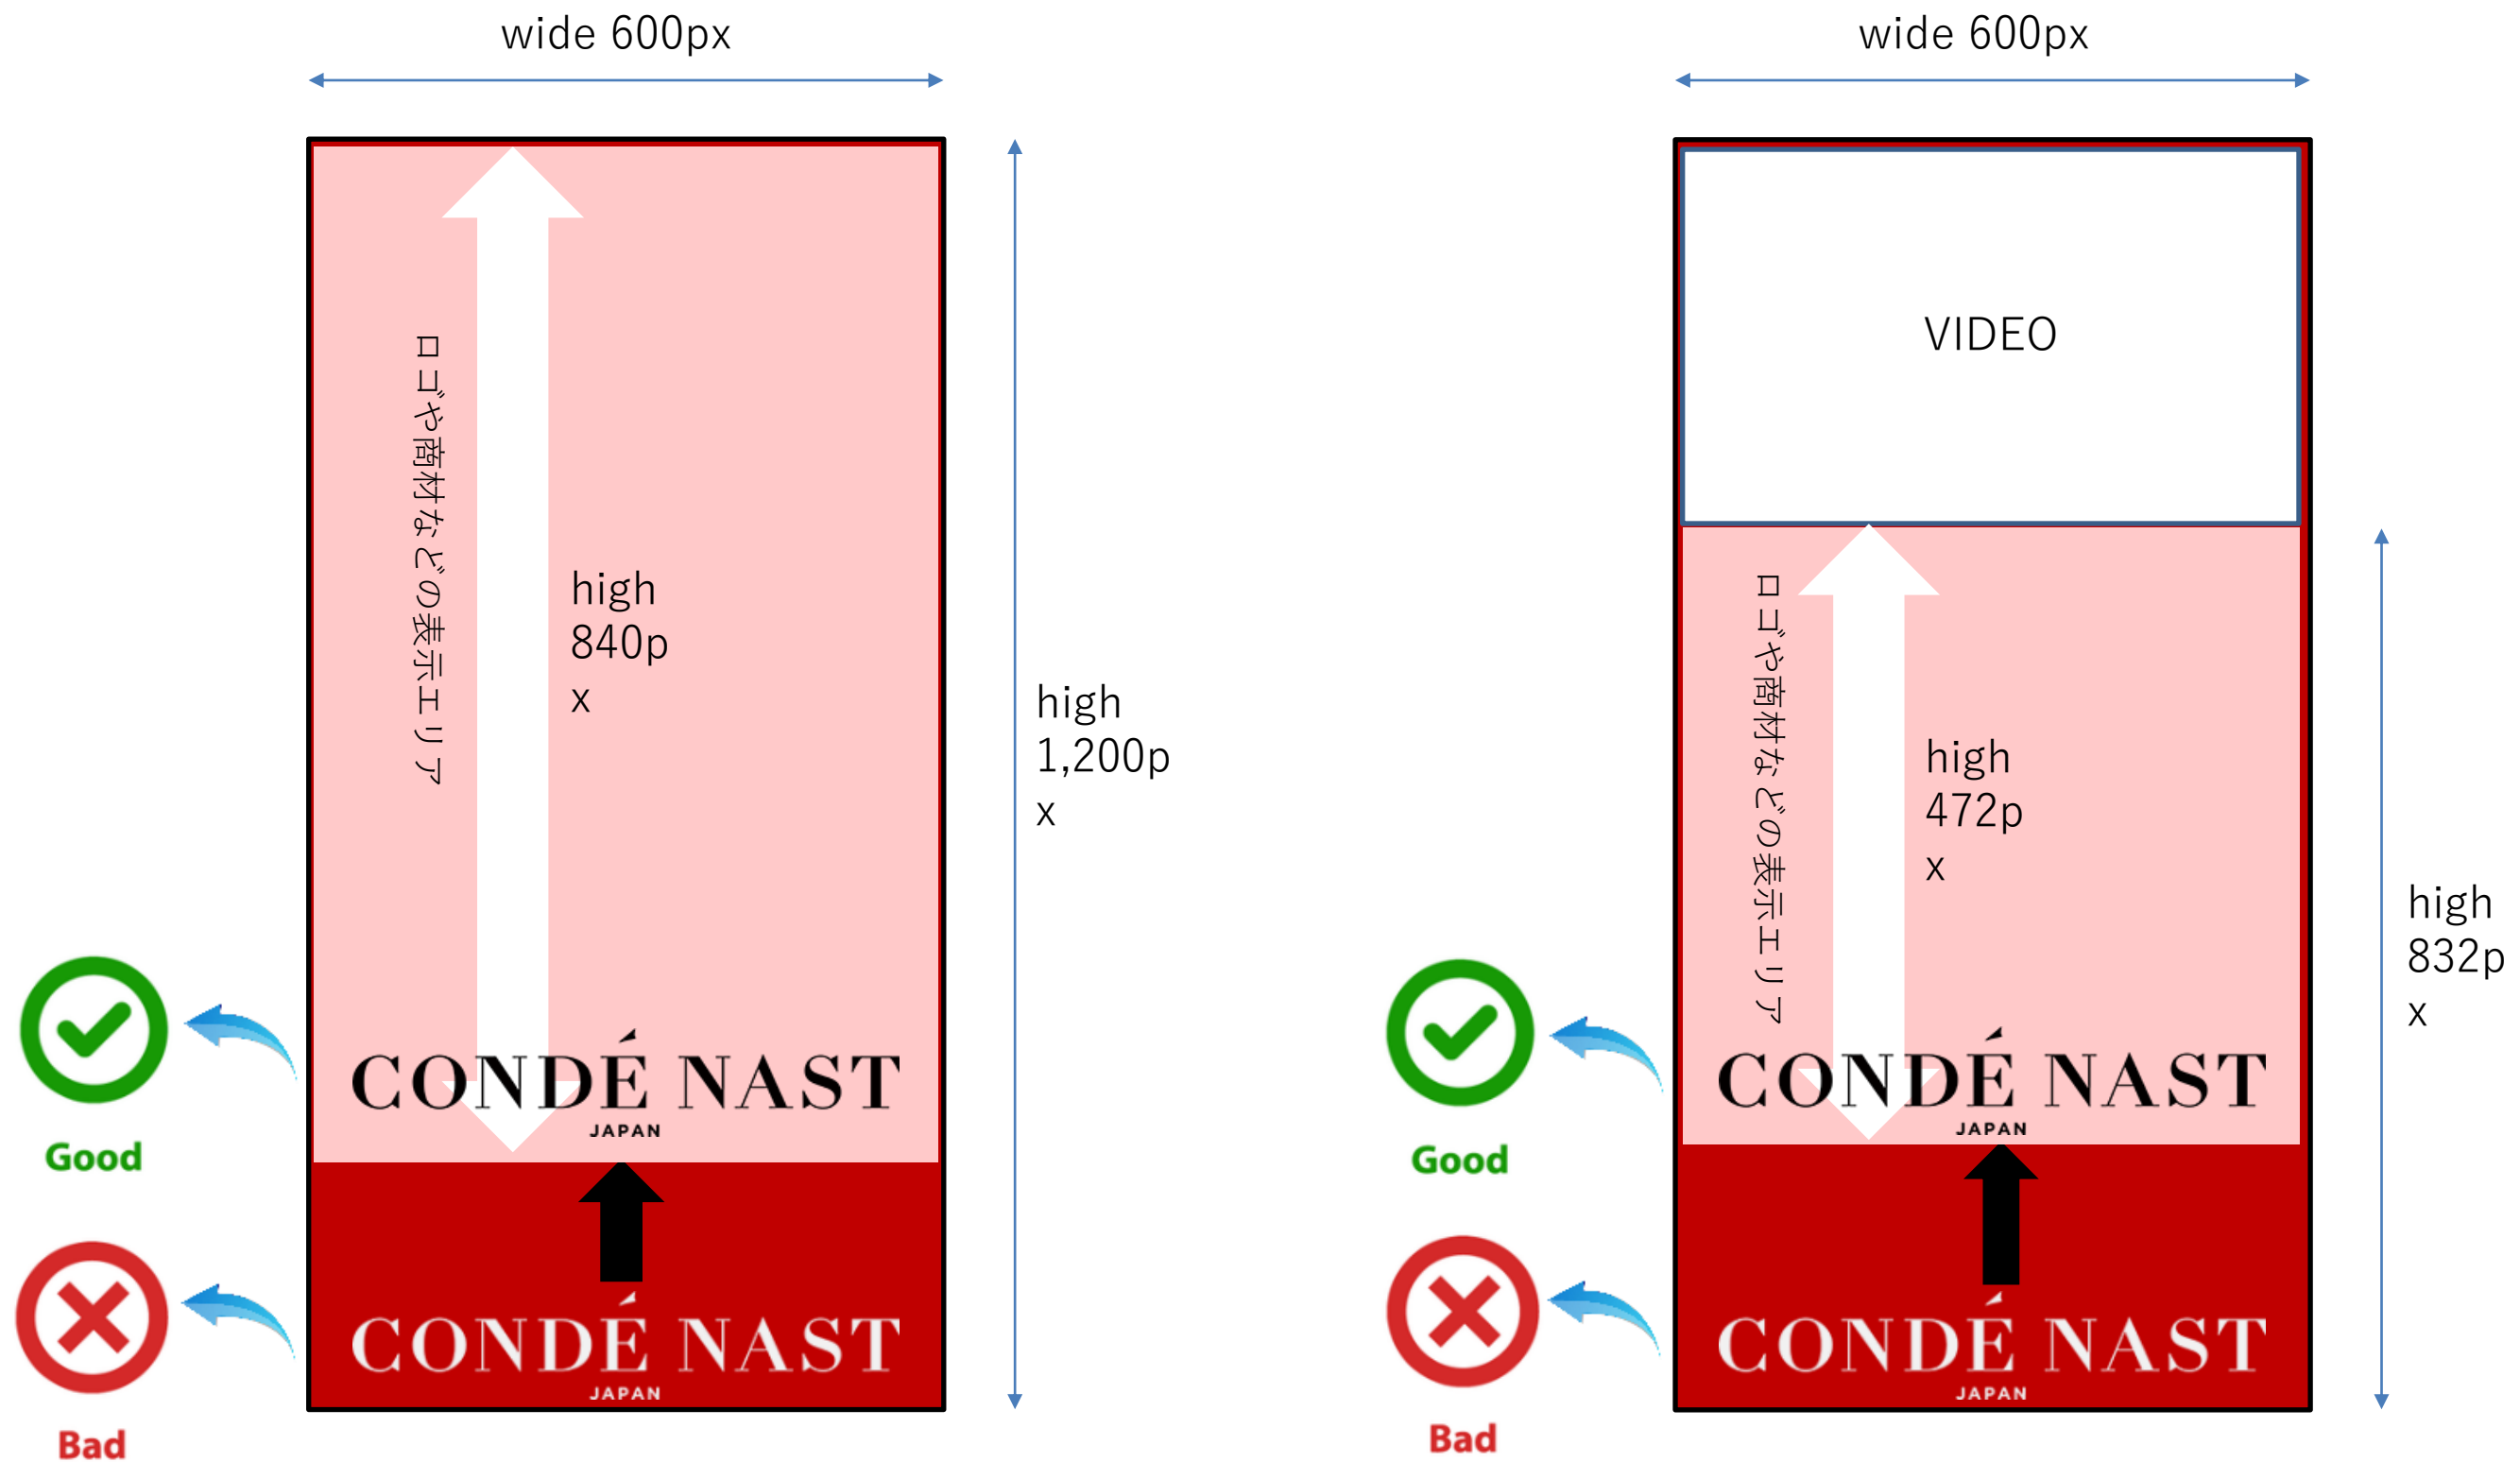 wide 600px
ロゴや商材などの表示エリア
high
840p
x
high
1,200p
x
CONDÉ NAST
JAPAN
Good
CONDÉ NAST
JAPAN
Bad
wide 600px
VIDEO
ロゴや商材などの表示エリア
high
472p
x
high
832p
x
CONDÉ NAST
JAPAN
Good
CONDÉ NAST
JAPAN
Bad